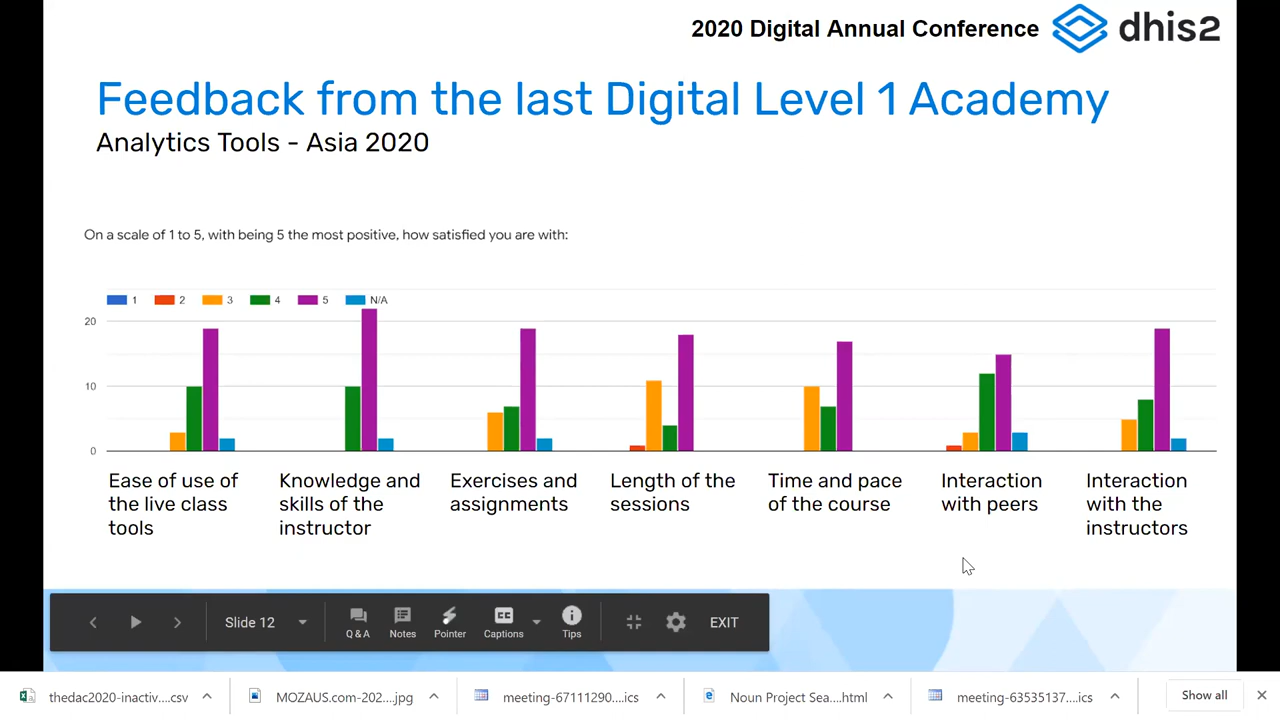 2020 Digital Annual Conference dhis2
Feedback from the last Digital Level 1 Academy
Analytics Tools - Asia 2020
On a scale of 1 to 5, with being 5 the most positive, how satisfied you are with:
1 2 3 4 5 N/A
20
10
0
Ease of use of
the live class
tools
Knowledge and
skills of the
instructor
Exercises and
assignments
Length of the
sessions
Time and pace
of the course
Interaction
with peers
Interaction
with the
instructors
Slide 12
Q & A
Notes
Pointer
CC
Captions
Tips
EXIT
thedac2020-inactiv....csv
MOZAUS.com-202....jpg
meeting-67111290....ics
Noun Project Sea....html
meeting-63535137....ics
Show all